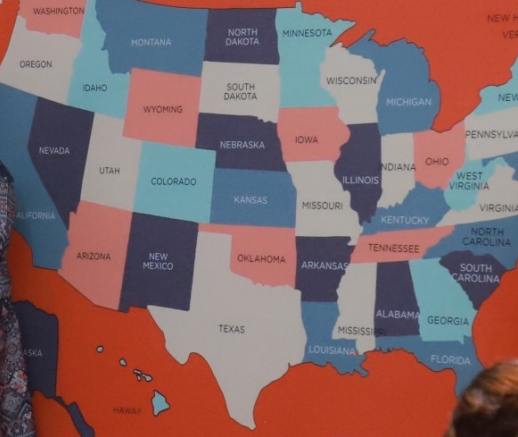 WASHINGTON
NEW H
VER
OREGON
MONTANA
NORTH
DAKOTA
MINNESOTA
IDAHO
WYOMING
SOUTH
DAKOTA
WISCONSIN
MICHIGAN
NEW
PENNSYLVA
NEVADA
UTAH
COLORADO
NEBRASKA
IOWA
ILLINOIS
INDIANA
OHIO
WEST
VIRGINIA
VIRGINIA
ALIFORNIA
KANSAS
MISSOURI
KENTUCKY
NORTH
CAROLINA
ARIZONA
NEW
MEXICO
OKLAHOMA
ARKANSAS
TENNESSEE
SOUTH
CAROLINA
TEXAS
LOUISIANA
MISSISSIPPI
ALABAMA
GEORGIA
FLORIDA
ASKA
HAWAII